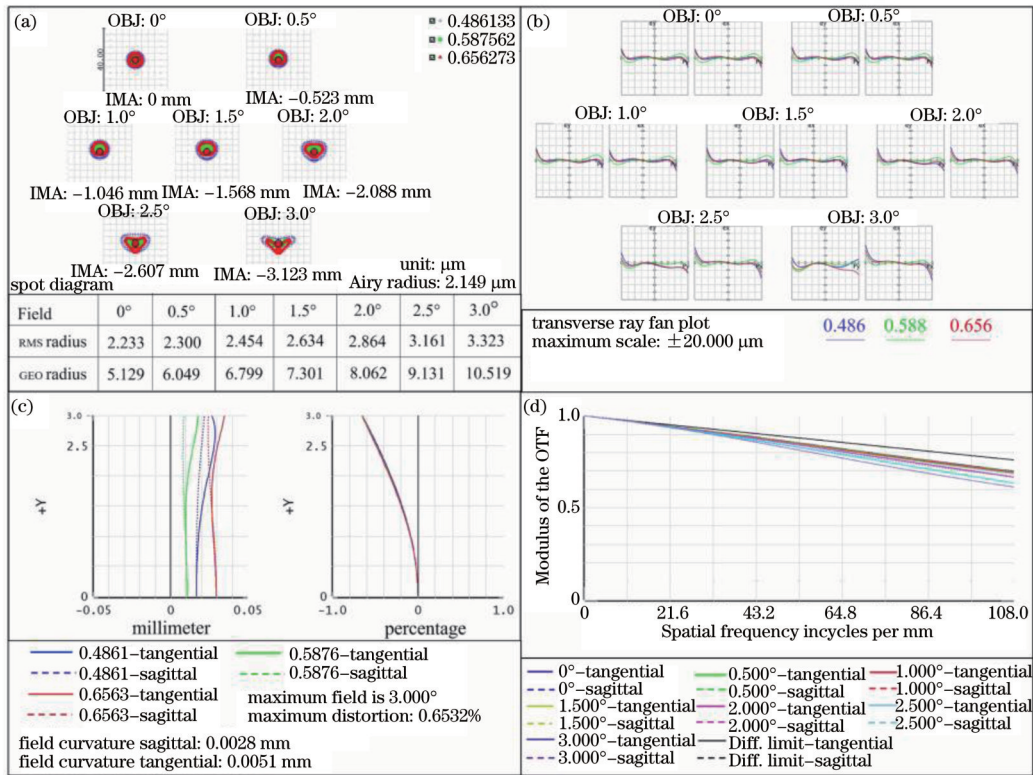 (a)
OBJ: 0° OBJ: 0.5°
0.486133
0.587562
0.656273
40.00
IMA: 0 mm IMA: −0.523 mm
OBJ: 1.0° OBJ: 1.5° OBJ: 2.0°
IMA: −1.046 mm IMA: −1.568 mm IMA: −2.088 mm
OBJ: 2.5° OBJ: 3.0°
IMA: −2.607 mm IMA: −3.123 mm
unit: μm
spot diagram Airy radius: 2.149 μm
Field 0° 0.5° 1.0° 1.5° 2.0° 2.5° 3.0°
RMS radius 2.233 2.300 2.454 2.634 2.864 3.161 3.323
GEO radius 5.129 6.049 6.799 7.301 8.062 9.131 10.519
(b)
OBJ: 0° OBJ: 0.5°
OBJ: 1.0° OBJ: 1.5° OBJ: 2.0°
OBJ: 2.5° OBJ: 3.0°
transverse ray fan plot
maximum scale: ±20.000 μm
0.486 0.588 0.656
(c)
3.0 3.0
2.5 2.5
+Y +Y
0 0
−0.05 0 0.05 −1.0 0 1.0
millimeter percentage
0.4861−tangential 0.5876−tangential
0.4861−sagittal 0.5876−sagittal
0.6563−tangential
0.6563−sagittal
maximum field is 3.000°
maximum distortion: 0.6532%
field curvature sagittal: 0.0028 mm
field curvature tangential: 0.0051 mm
(d)
1.0
0.5
0
Modulus of the OTF
0 21.6 43.2 64.8 86.4 108.0
Spatial frequency incycles per mm
0°−tangential 0.500°−tangential 1.000°−tangential
0°−sagittal 0.500°−sagittal 1.000°−sagittal
1.500°−tangential 2.000°−tangential 2.500°−tangential
1.500°−sagittal 2.000°−sagittal 2.500°−sagittal
3.000°−tangential Diff. limit−tangential
3.000°−sagittal Diff. limit−sagittal